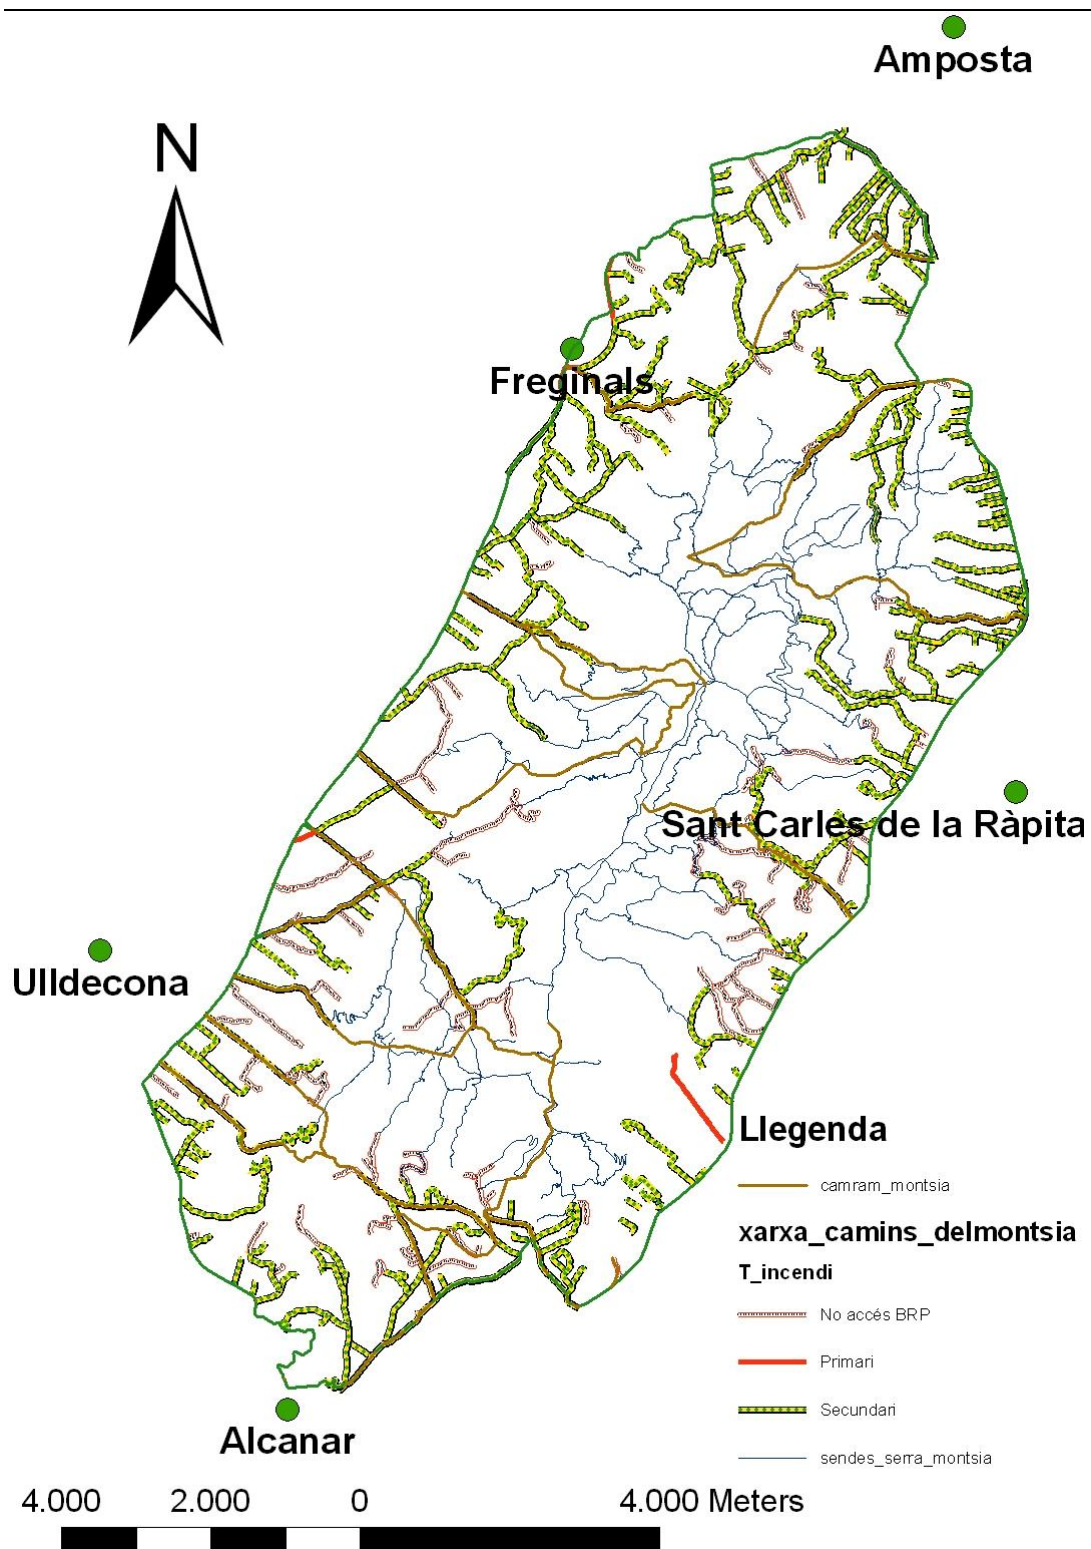 Amposta
N
Freginals
Sant Carles de la Ràpita
Ulldecona
Llegenda
camram_montsia
xarxa_camins_delmontsia
T_incendi
No accés BRP
Primari
Secundari
sendes_serra_montsia
Alcanar
4.000 2.000 0 4.000 Meters